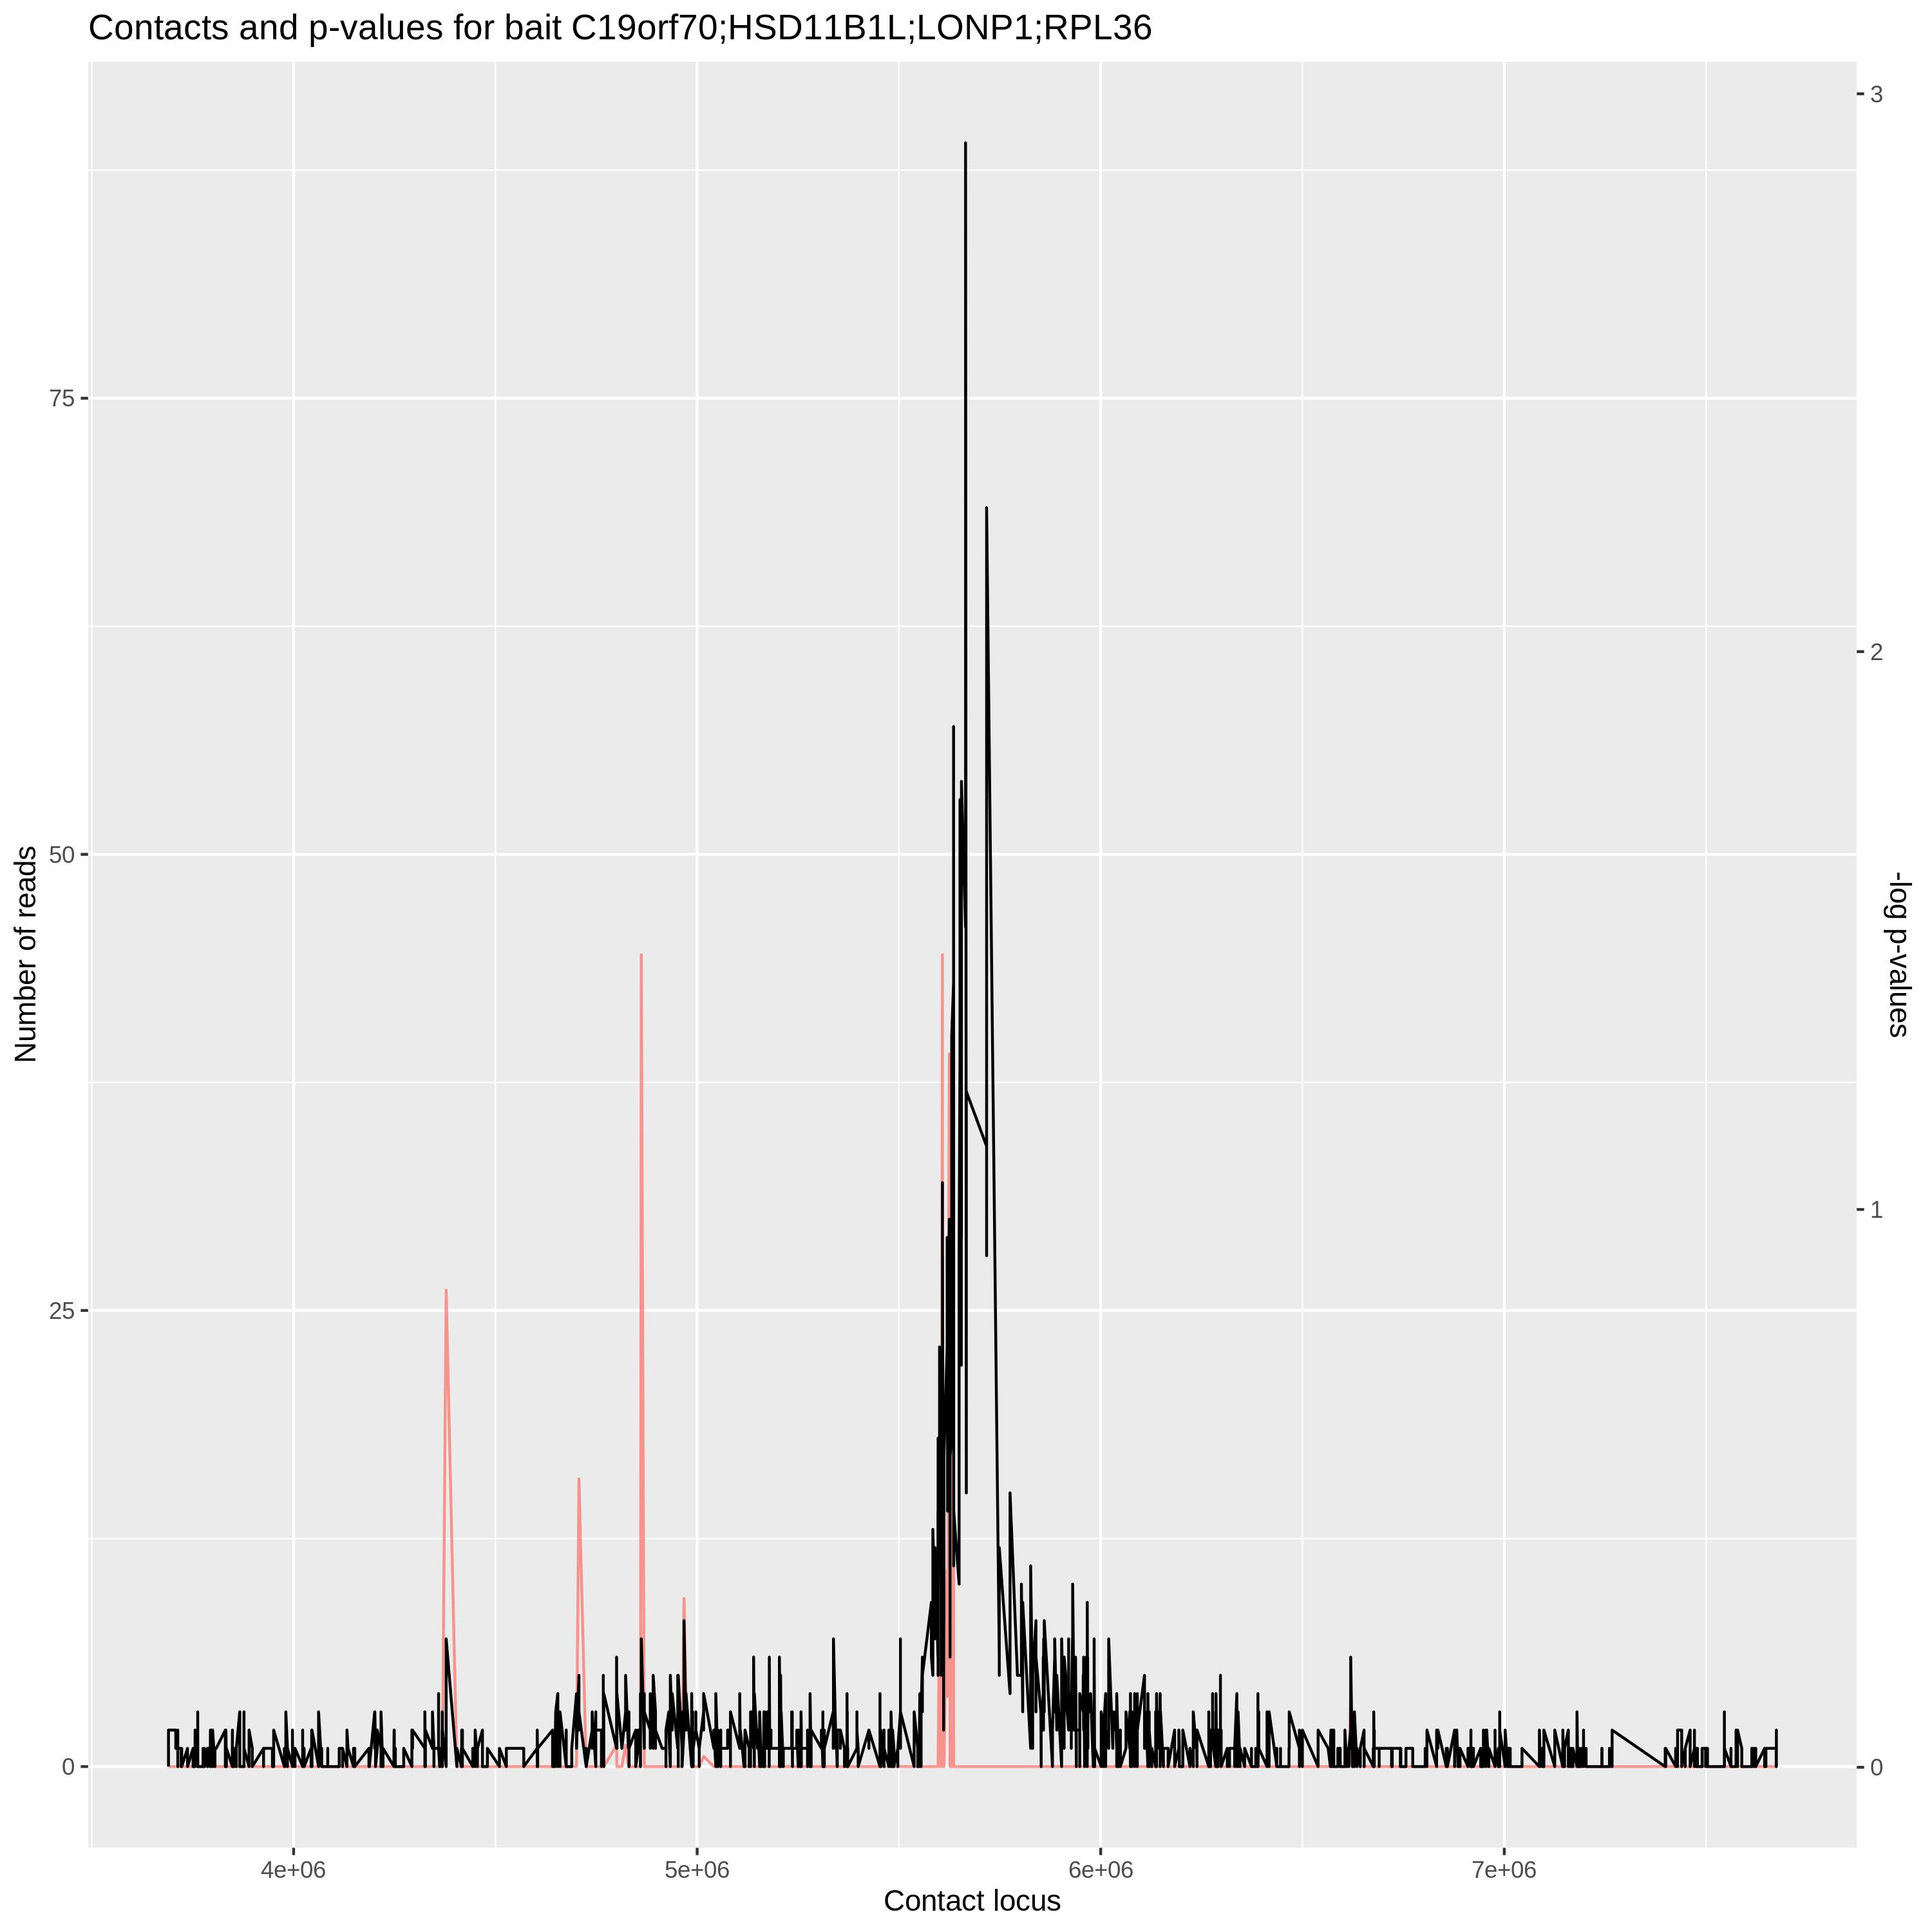 Contacts and p-values for bait C19orf70;HSD11B1L;LONP1;RPL36
3
75
2
50
Number of reads
-log p-values
1
25
0
0
4e+06 5e+06 6e+06 7e+06
Contact locus